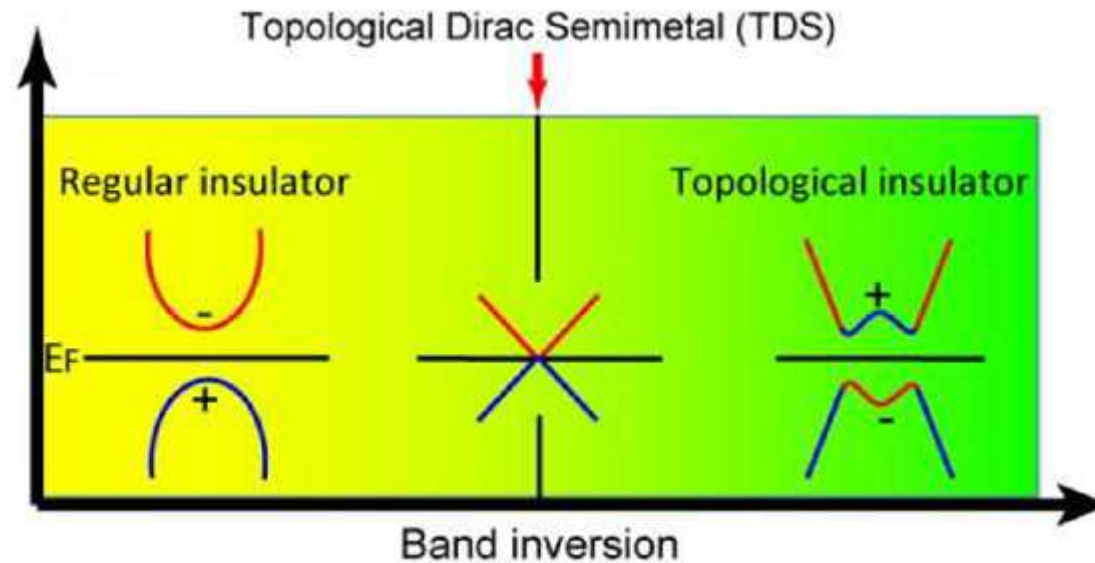 Topological Dirac Semimetal (TDS)
Regular insulator
Topological insulator
-
+
EF
+
-
Band inversion